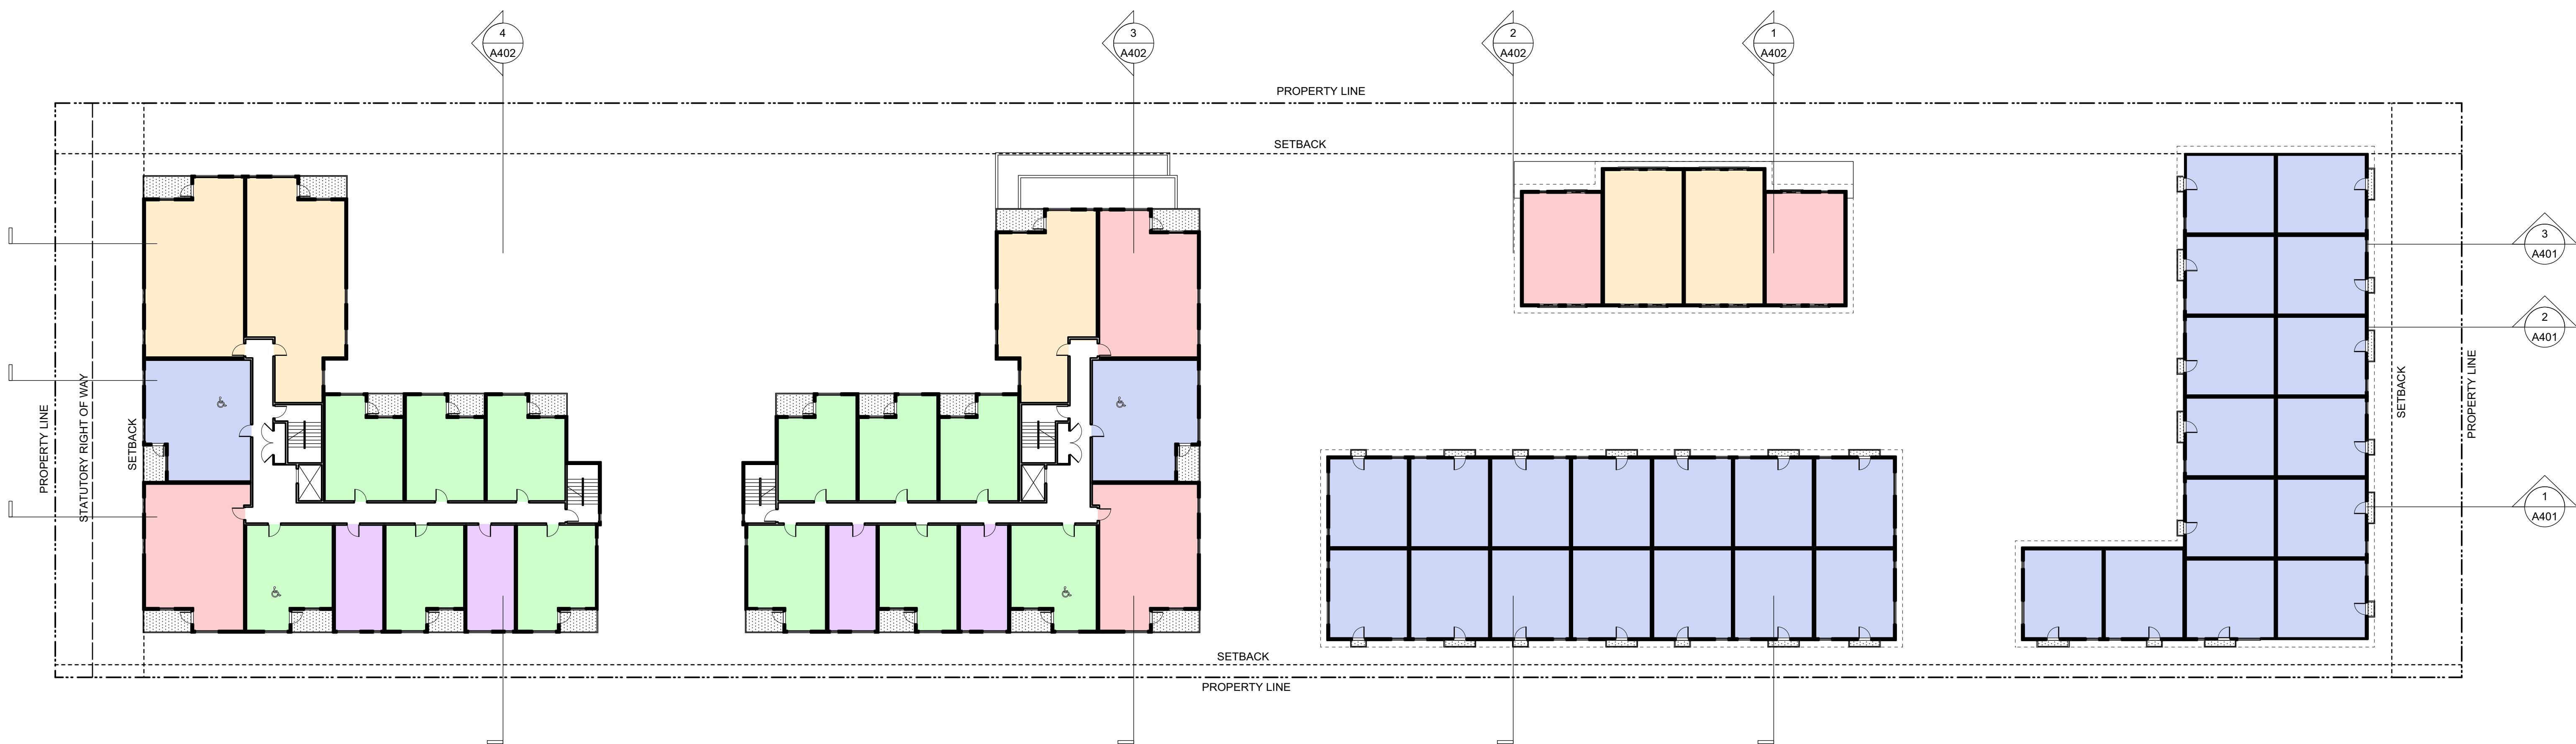 4
A402
3
A402
2
A402
1
A402
PROPERTY LINE
SETBACK
3
A401
2
A401
1
A401
PROPERTY LINE
STATUTORY RIGHT OF WAY
SETBACK
SETBACK
PROPERTY LINE
SETBACK
PROPERTY LINE